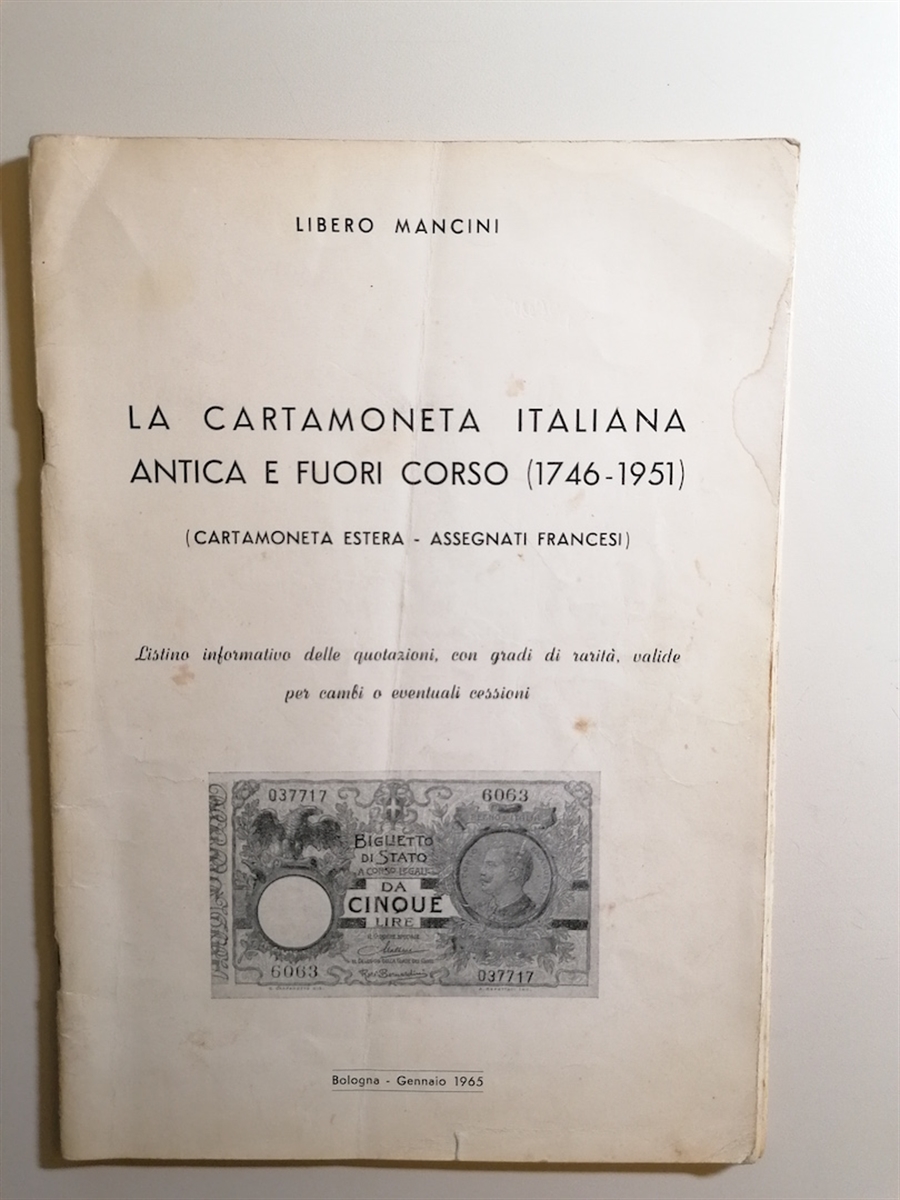 LIBERO MANCINI
LA CARTAMONETA ITALIANA
ANTICA E FUORI CORSO (1746-1951)
(CARTAMONETA ESTERA - ASSEGNATI FRANCESI)
Listino informativo delle quotazioni, con gradi di rarità, valide
per cambi o eventuali cessioni
037717
6063
BIGLIETTO
DI STATO
A CORSO LEGALE
DA
CINQUE
LIRE
6063
037717
Bologna - Gennaio 1965